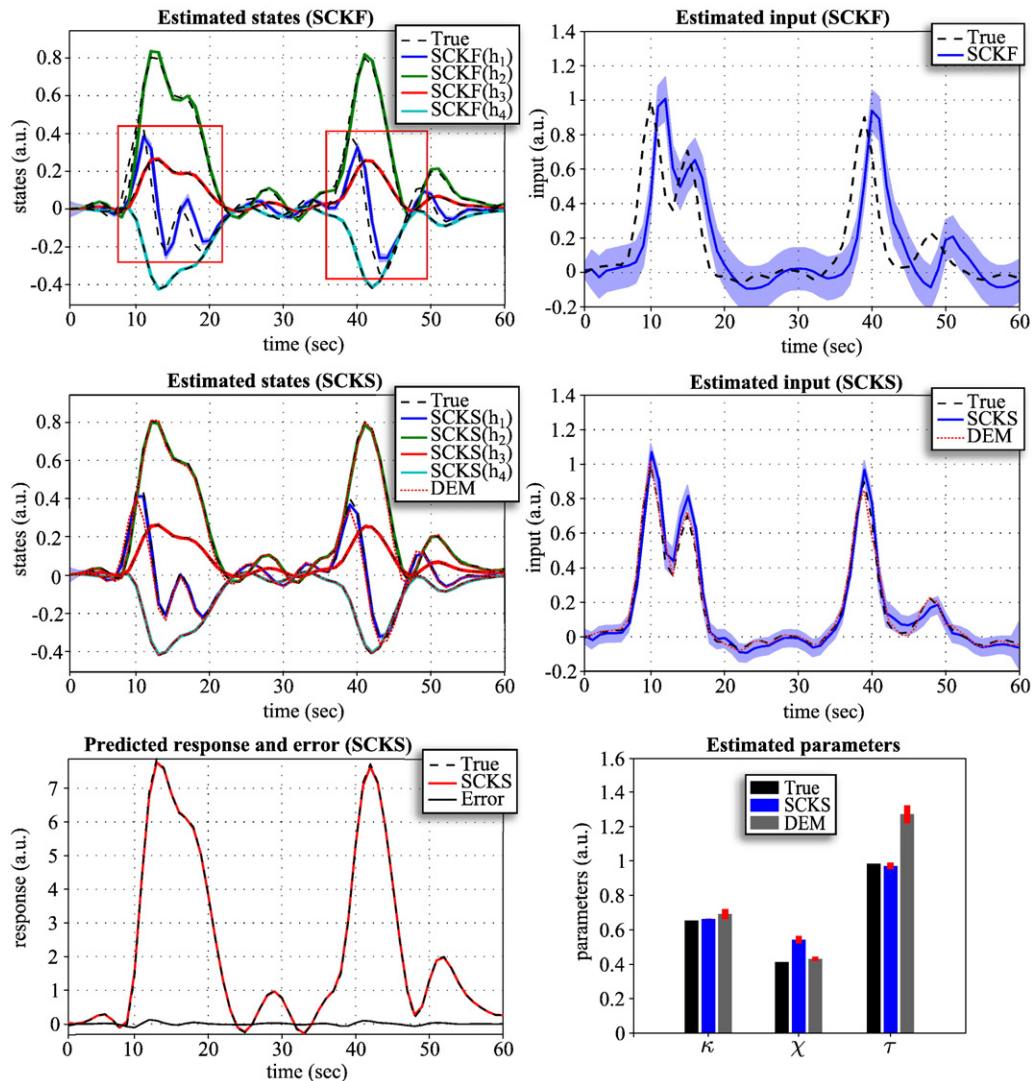 Estimated states (SCKF)
True
SCKF(h₁)
SCKF(h₂)
SCKF(h₃)
SCKF(h₄)
0.8
0.6
0.4
0.2
0
-0.2
-0.4
states (a.u.)
0 10 20 30 40 50 60
time (sec)
Estimated input (SCKF)
True
SCKF
1.4
1.2
1
0.8
0.6
0.4
0.2
0
-0.2
input (a.u.)
0 10 20 30 40 50 60
time (sec)
Estimated states (SCKS)
True
SCKS(h₁)
SCKS(h₂)
SCKS(h₃)
SCKS(h₄)
DEM
0.8
0.6
0.4
0.2
0
-0.2
-0.4
states (a.u.)
0 10 20 30 40 50 60
time (sec)
Estimated input (SCKS)
True
SCKS
DEM
1.4
1.2
1
0.8
0.6
0.4
0.2
0
-0.2
input (a.u.)
0 10 20 30 40 50 60
time (sec)
Predicted response and error (SCKS)
True
SCKS
Error
7
6
5
4
3
2
1
0
response (a.u.)
0 10 20 30 40 50 60
time (sec)
Estimated parameters
True
SCKS
DEM
1.6
1.4
1.2
1
0.8
0.6
0.4
0.2
0
parameters (a.u.)
κ χ τ